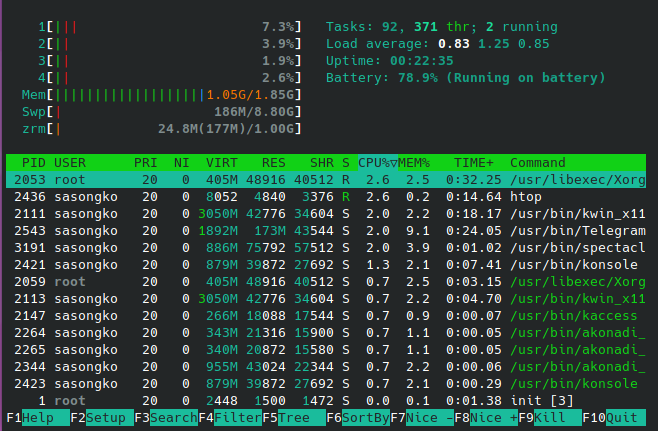 1[||| 7.3%] Tasks: 92, 371 thr; 2 running
2[|| 3.9%] Load average: 0.83 1.25 0.85
3[|| 1.9%] Uptime: 00:22:35
4[|| 2.6%] Battery: 78.9% (Running on battery)
Mem[|||||||||||||||||||1.05G/1.85G]
Swp[| 186M/8.80G]
zrm[| 24.8M(177M)/1.00G]
PID USER PRI NI VIRT RES SHR S CPU%▽MEM% TIME+ Command
2053 root 20 0 405M 48916 40512 R 2.6 2.5 0:32.25 /usr/libexec/Xorg
2436 sasongko 20 0 8052 4840 3376 R 2.6 0.2 0:14.64 htop
2111 sasongko 20 0 3050M 42776 34604 S 2.0 2.2 0:18.17 /usr/bin/kwin_x11
2543 sasongko 20 0 1892M 173M 43544 S 2.0 9.1 0:24.05 /usr/bin/Telegram
3191 sasongko 20 0 886M 75792 57512 S 2.0 3.9 0:01.02 /usr/bin/spectacl
2421 sasongko 20 0 879M 39872 27692 S 1.3 2.1 0:07.41 /usr/bin/konsole
2059 root 20 0 405M 48916 40512 S 0.7 2.5 0:03.15 /usr/libexec/Xorg
2113 sasongko 20 0 3050M 42776 34604 S 0.7 2.2 0:04.70 /usr/bin/kwin_x11
2147 sasongko 20 0 266M 18088 17544 S 0.7 0.9 0:00.07 /usr/bin/kaccess
2264 sasongko 20 0 343M 21316 15900 S 0.7 1.1 0:00.05 /usr/bin/akonadi_
2265 sasongko 20 0 340M 20872 15580 S 0.7 1.1 0:00.05 /usr/bin/akonadi_
2344 sasongko 20 0 955M 43024 22344 S 0.7 2.2 0:00.06 /usr/bin/akonadi_
2423 sasongko 20 0 879M 39872 27692 S 0.7 2.1 0:00.29 /usr/bin/konsole
1 root 20 0 2448 1500 1472 S 0.0 0.1 0:01.38 init [3]
F1Help F2Setup F3SearchF4FilterF5Tree F6SortByF7Nice -F8Nice +F9Kill F10Quit